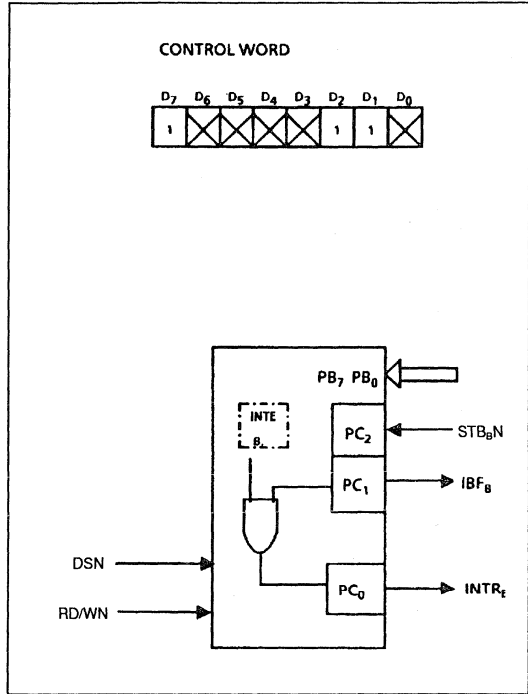 CONTROL WORD
D7 D6 D5 D4 D3 D2 D1 D0
1 1 1
PB7 PB0
INTE
B.
PC2
STBBN
PC1
IBFB
DSN
PC0
INTRE
RD/WN